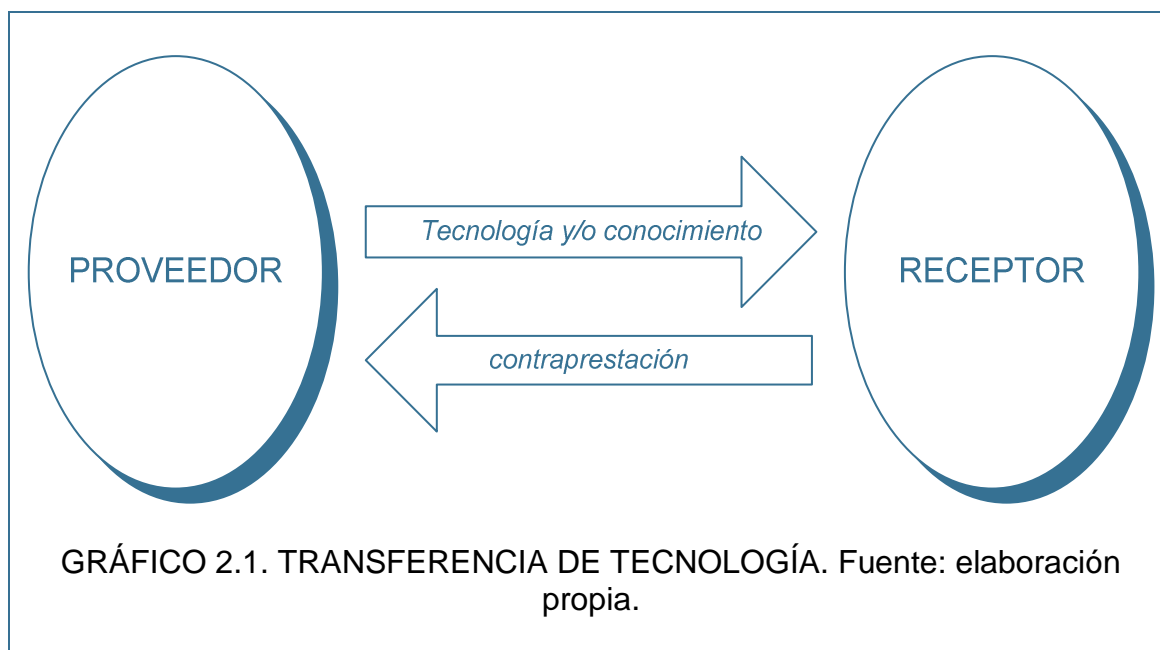 PROVEEDOR
Tecnología y/o conocimiento
contraprestación
RECEPTOR
GRÁFICO 2.1. TRANSFERENCIA DE TECNOLOGÍA. Fuente: elaboración
propia.